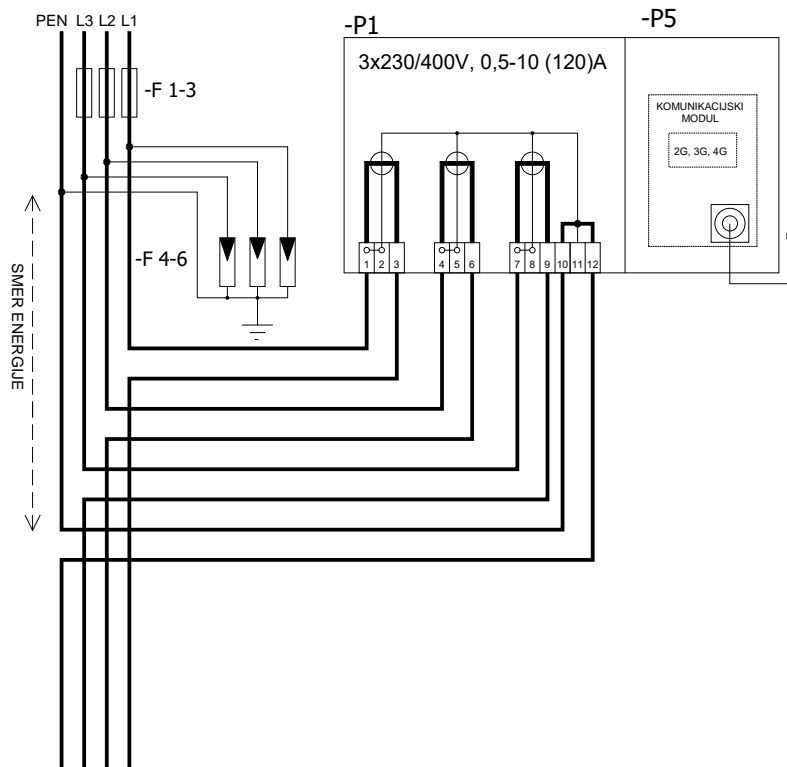 -P1
-P5
PEN L3 L2 L1
3x230/400V, 0,5-10 (120)A
-F 1-3
KOMUNIKACIJSKI
MODUL
2G, 3G, 4G
-F 4-6
1 2 3 4 5 6 7 8 9 10 11 12
SMER ENERGIJE